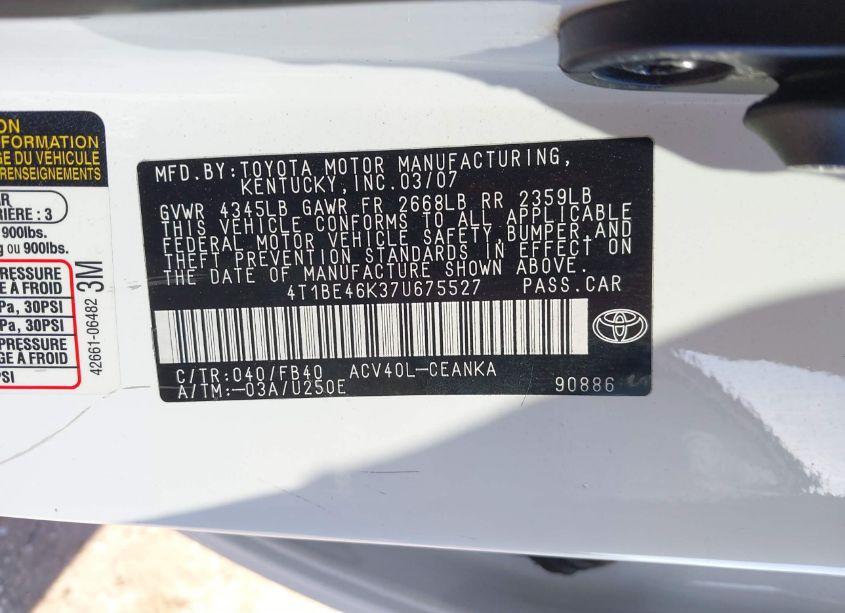 ON
FORMATION
GE DU VÉHICULE
RENSEIGNEMENTS
AR
RIÈRE : 3
900lbs.
g ou 900lbs.
PRESSURE
E À FROID
Pa, 30PSI
Pa, 30PSI
PRESSURE
GE À FROID
PSI
42661-06482 3M
MFD. BY: TOYOTA MOTOR MANUFACTURING,
KENTUCKY, INC. 03/07
GVWR 4345LB GAWR FR 2668LB RR 2359LB
THIS VEHICLE CONFORMS TO ALL APPLICABLE
FEDERAL MOTOR VEHICLE SAFETY, BUMPER, AND
THEFT PREVENTION STANDARDS IN EFFECT ON
THE DATE OF MANUFACTURE SHOWN ABOVE.
4T1BE46K37U675527 PASS. CAR
C/TR: 040/FB40 ACV40L-CEANKA
A/TM: -03A/U250E 90886